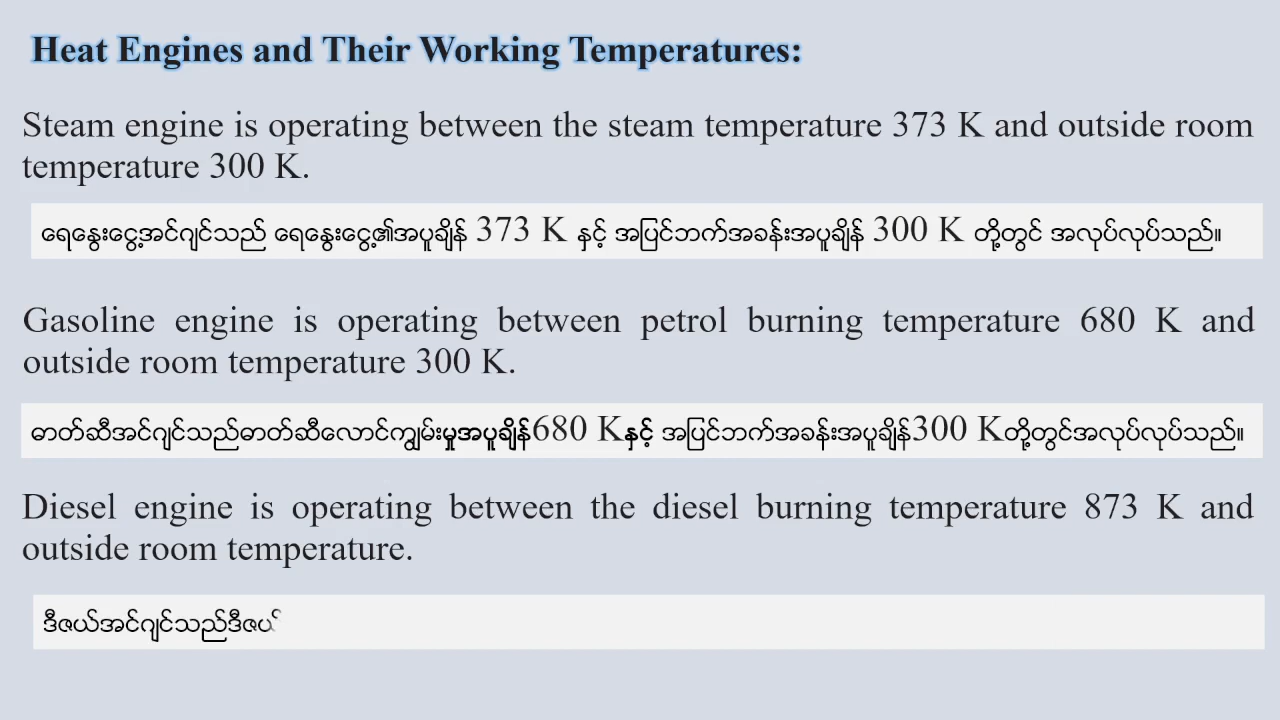 Heat Engines and Their Working Temperatures:
Steam engine is operating between the steam temperature 373 K and outside room
temperature 300 K.
ရေနွေးငွေ့အင်ဂျင်သည် ရေနွေးငွေ့၏အပူချိန် 373 K နှင့် အပြင်ဘက်အခန်းအပူချိန် 300 K တို့တွင် အလုပ်လုပ်သည်။
Gasoline engine is operating between petrol burning temperature 680 K and
outside room temperature 300 K.
ဓာတ်ဆီအင်ဂျင်သည်ဓာတ်ဆီလောင်ကျွမ်းမှုအပူချိန်680 Kနှင့် အပြင်ဘက်အခန်းအပူချိန်300 Kတို့တွင်အလုပ်လုပ်သည်။
Diesel engine is operating between the diesel burning temperature 873 K and
outside room temperature.
ဒီဇယ်အင်ဂျင်သည်ဒီဇယ်